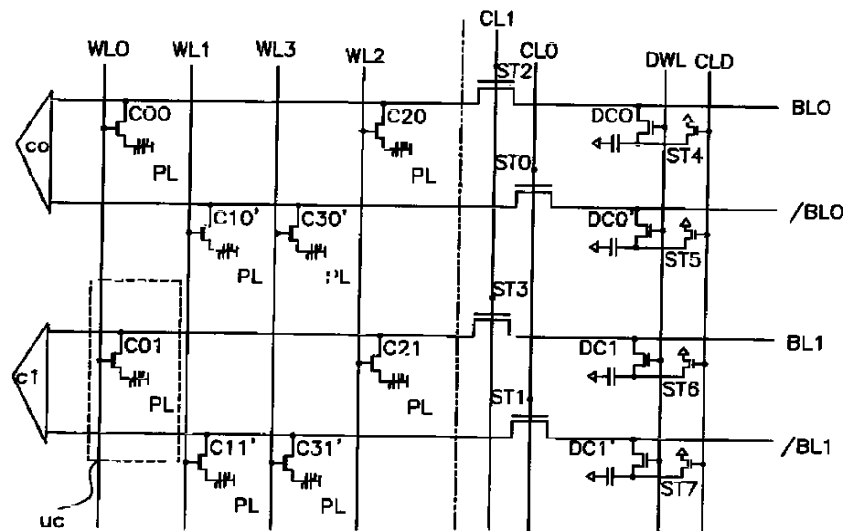 CL1
WL0 WL1 WL3 WL2 CL0 DWL CLD
ST2
C00 C20 DC0 BL0
co PL PL ST0 ST4
C10' C30' DC0' /BL0
PL PL ST3 ST5
C01 C21 DC1 BL1
c1 PL PL ST1 ST6
C11' C31' DC1' /BL1
PL PL ST7
uc